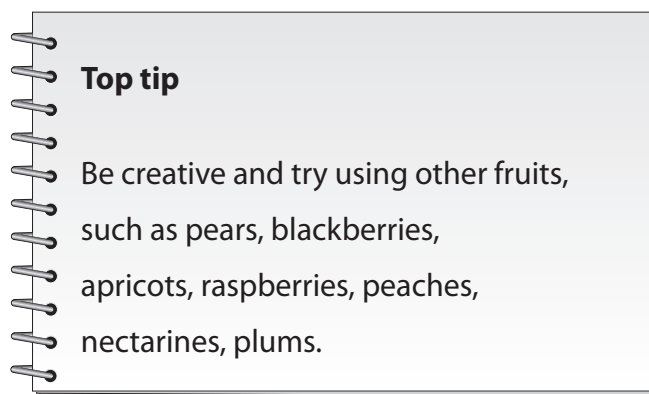 Top tip
Be creative and try using other fruits,
such as pears, blackberries,
apricots, raspberries, peaches,
nectarines, plums.